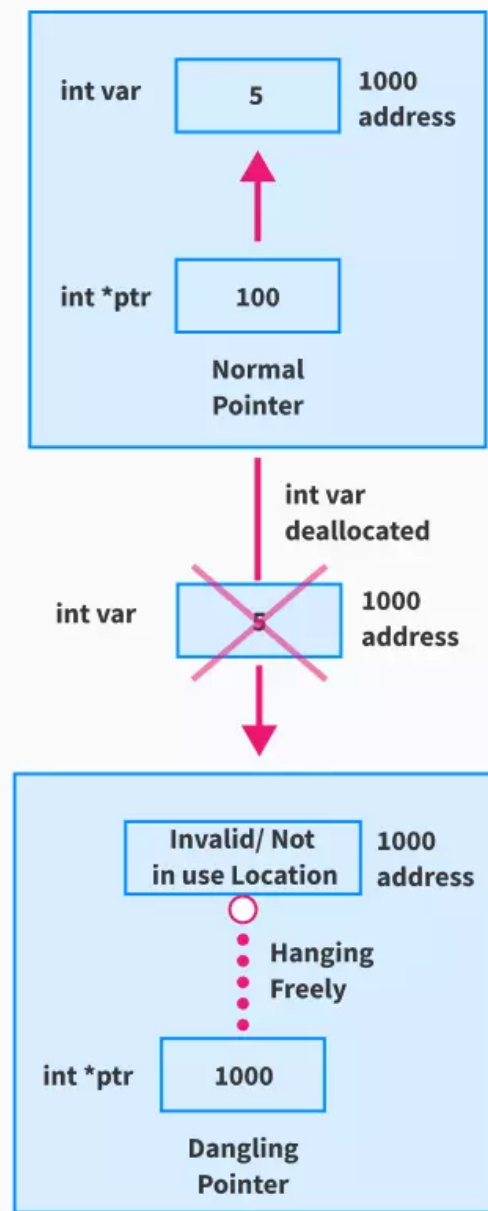 int var
5
1000
address
int *ptr
100
Normal
Pointer
int var
deallocated
int var
5
1000
address
Invalid/ Not
in use Location
1000
address
Hanging
Freely
int *ptr
1000
Dangling
Pointer